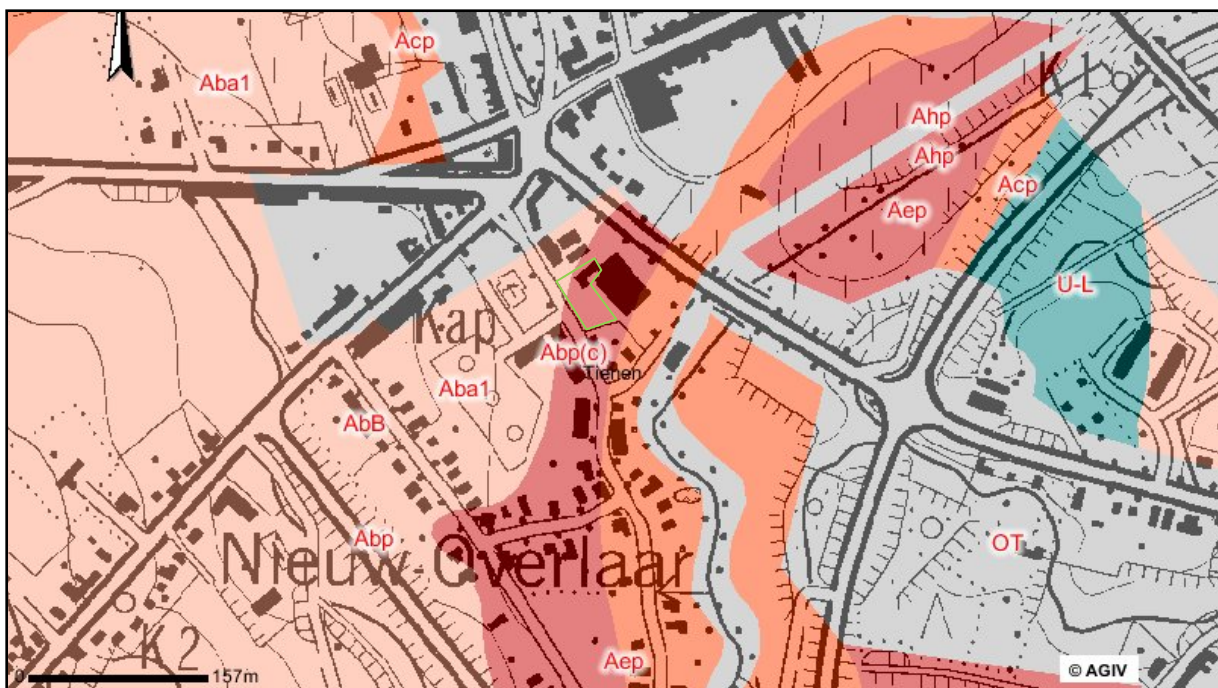 Acp
Aba1
K1
Ahp
Ahp
Acp
Aep
U-L
Kap
Abp(c)
Tienen
Aba1
AbB
Abp
Nieuw-Overlaar
OT
K2
Aep
0 157m
© AGIV